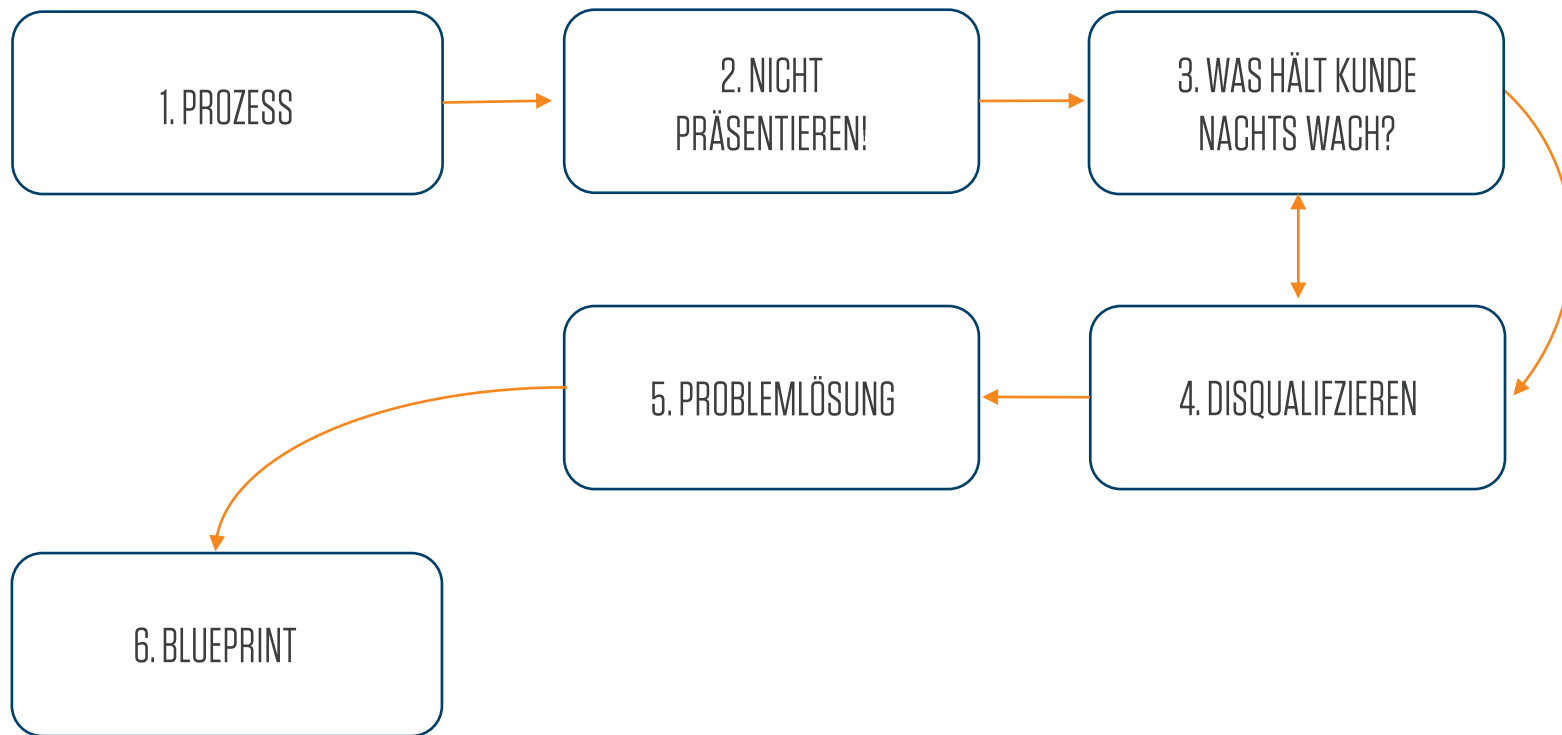 1. PROZESS
2. NICHT
PRÄSENTIEREN!
3. WAS HÄLT KUNDE
NACHTS WACH?
5. PROBLEMLÖSUNG
4. DISQUALIFZIEREN
6. BLUEPRINT